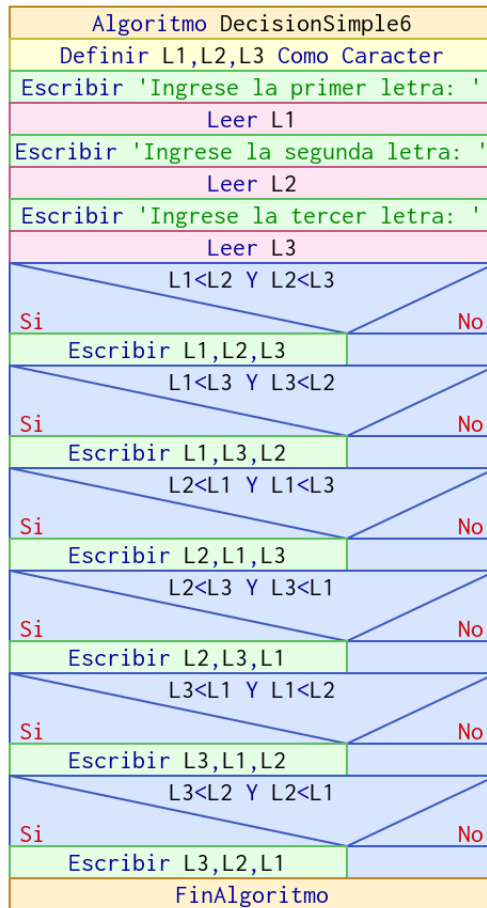 Algoritmo DecisionSimple6
Definir L1,L2,L3 Como Caracter
Escribir 'Ingrese la primer letra: '
Leer L1
Escribir 'Ingrese la segunda letra: '
Leer L2
Escribir 'Ingrese la tercer letra: '
Leer L3
L1<L2 Y L2<L3
Si No
Escribir L1,L2,L3
L1<L3 Y L3<L2
Si No
Escribir L1,L3,L2
L2<L1 Y L1<L3
Si No
Escribir L2,L1,L3
L2<L3 Y L3<L1
Si No
Escribir L2,L3,L1
L3<L1 Y L1<L2
Si No
Escribir L3,L1,L2
L3<L2 Y L2<L1
Si No
Escribir L3,L2,L1
FinAlgoritmo